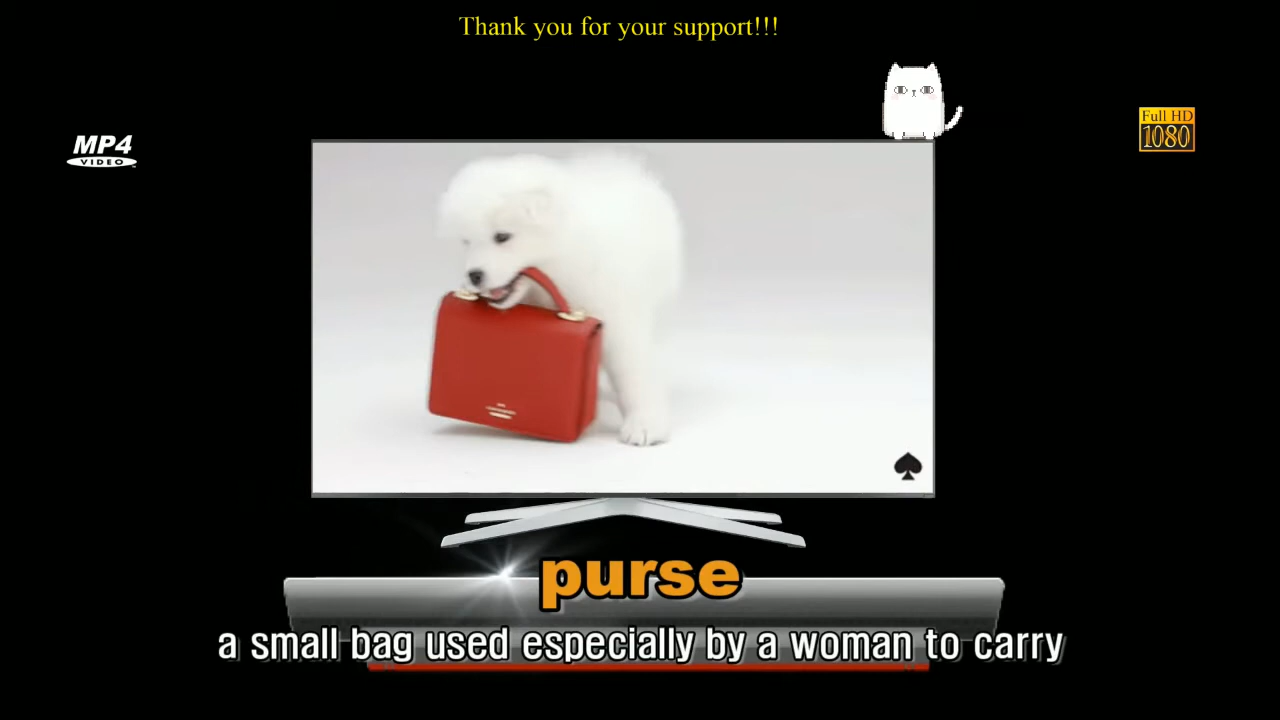 Thank you for your support!!!
MP4
VIDEO
Full HD
1080
purse
a small bag used especially by a woman to carry